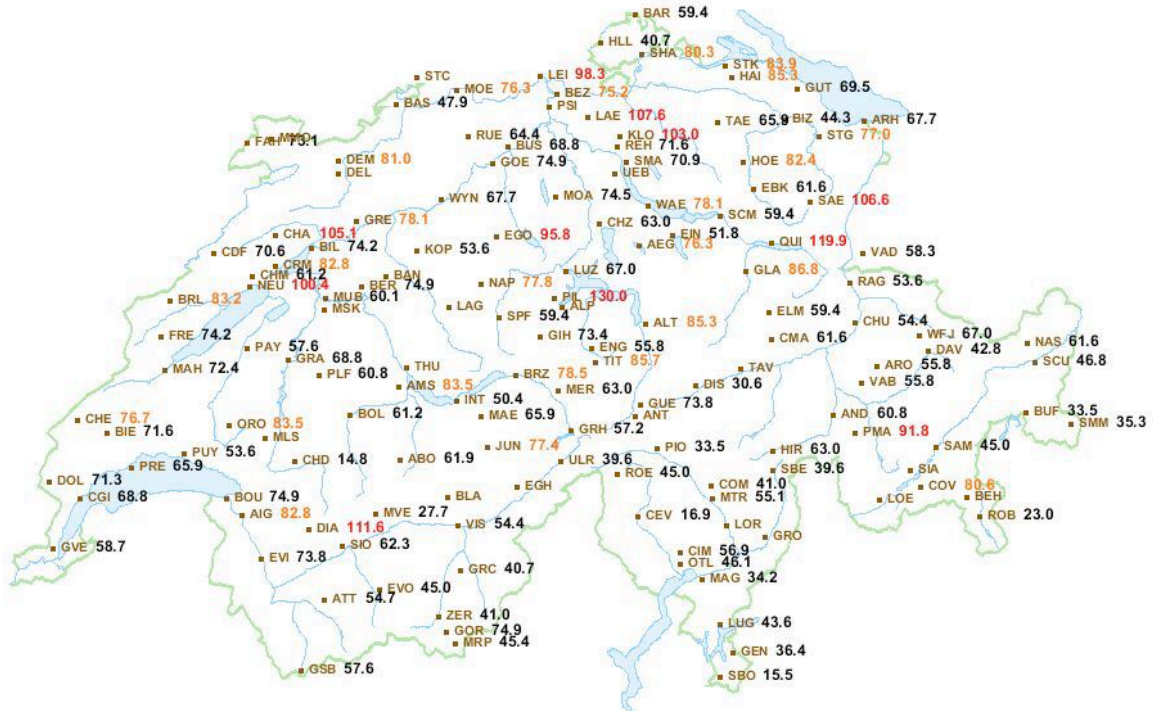 BAR 59.4
HLL 40.7
SHA 80.3
STK 83.9
LEI 98.3
STC
HAI 85.3
MOE 76.3
BEZ 75.2
GUT 69.5
BAS 47.9
PSI
LAE 107.6
TAE 65.9
BIZ 44.3
ARH 67.7
RUE 64.4
KLO 103.0
STG 77.0
FAH 73.1
BUS 68.8
REH 71.6
DEM 81.0
GOE 74.9
SMA 70.9
HOE 82.4
DEL
UEB
EBK 61.6
WYN 67.7
MOA 74.5
SAE 106.6
WAE 78.1
SCM 59.4
GRE 78.1
CHZ 63.0
CHA 105.1
EGO 95.8
EIN 51.8
BIL 74.2
AEG 76.3
QUI 119.9
CDF 70.6
KOP 53.6
VAD 58.3
CRM 82.8
LUZ 67.0
GLA 86.8
CHM 61.2
BAN
NEU 100.4
BER 74.9
NAP 77.8
RAG 53.6
BRL 83.2
MUB 60.1
PIL 130.0
MSK
LAG
ALP
SPF 59.4
ELM 59.4
ALT 85.3
CHU 54.4
FRE 74.2
GIH 73.4
CMA 61.6
WFJ 67.0
PAY 57.6
ENG 55.8
DAV 42.8
NAS 61.6
GRA 68.8
TIT 85.7
SCU 46.8
MAH 72.4
THU
TAV
ARO 55.8
PLF 60.8
BRZ 78.5
VAB 55.8
AMS 83.5
MER 63.0
DIS 30.6
INT 50.4
GUE 73.8
BOL 61.2
MAE 65.9
ANT
AND 60.8
BUF 33.5
CHE 76.7
ORO 83.5
SMM 35.3
BIE 71.6
GRH 57.2
PMA 91.8
MLS
JUN 77.4
PIO 33.5
HIR 63.0
SAM 45.0
PUY 53.6
CHD 14.8
ABO 61.9
ULR 39.6
PRE 65.9
ROE 45.0
SBE 39.6
SIA
DOL 71.3
EGH
COM 41.0
COV 80.6
CGI 68.8
BOU 74.9
BLA
MTR 55.1
LOE
BEH
AIG 82.8
MVE 27.7
CEV 16.9
ROB 23.0
DIA 111.6
VIS 54.4
LOR
GRO
GVE 58.7
SIO 62.3
CIM 56.9
EVI 73.8
OTL 46.1
GRC 40.7
MAG 34.2
EVO 45.0
ATT 54.7
ZER 41.0
LUG 43.6
GOR 74.9
MRP 45.4
GEN 36.4
GSB 57.6
SBO 15.5